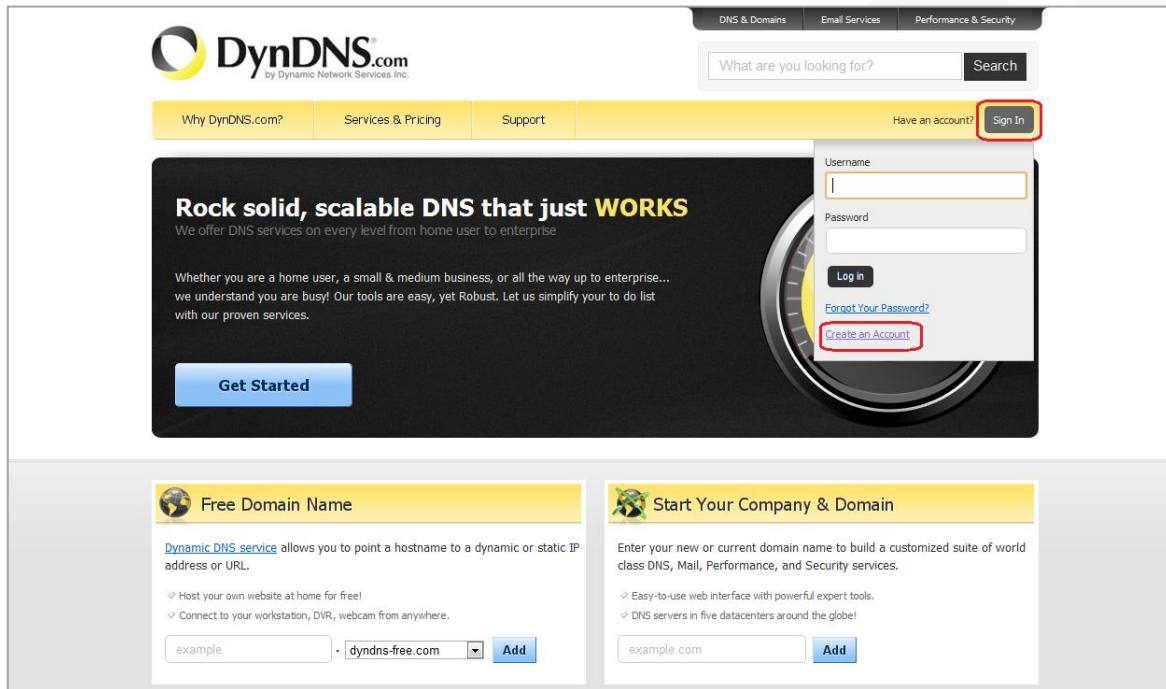 DNS & Domains Email Services Performance & Security
DynDNS.com
by Dynamic Network Services Inc.
What are you looking for? Search
Why DynDNS.com? Services & Pricing Support Have an account? Sign In
Username
Password
Log in
Forgot Your Password?
Create an Account
Rock solid, scalable DNS that just WORKS
We offer DNS services on every level from home user to enterprise
Whether you are a home user, a small & medium business, or all the way up to enterprise...
we understand you are busy! Our tools are easy, yet Robust. Let us simplify your to do list
with our proven services.
Get Started
Free Domain Name
Dynamic DNS service allows you to point a hostname to a dynamic or static IP
address or URL.
Host your own website at home for free!
Connect to your workstation, DVR, webcam from anywhere.
example . dyndns-free.com Add
Start Your Company & Domain
Enter your new or current domain name to build a customized suite of world
class DNS, Mail, Performance, and Security services.
Easy-to-use web interface with powerful expert tools.
DNS servers in five datacenters around the globe!
example.com Add